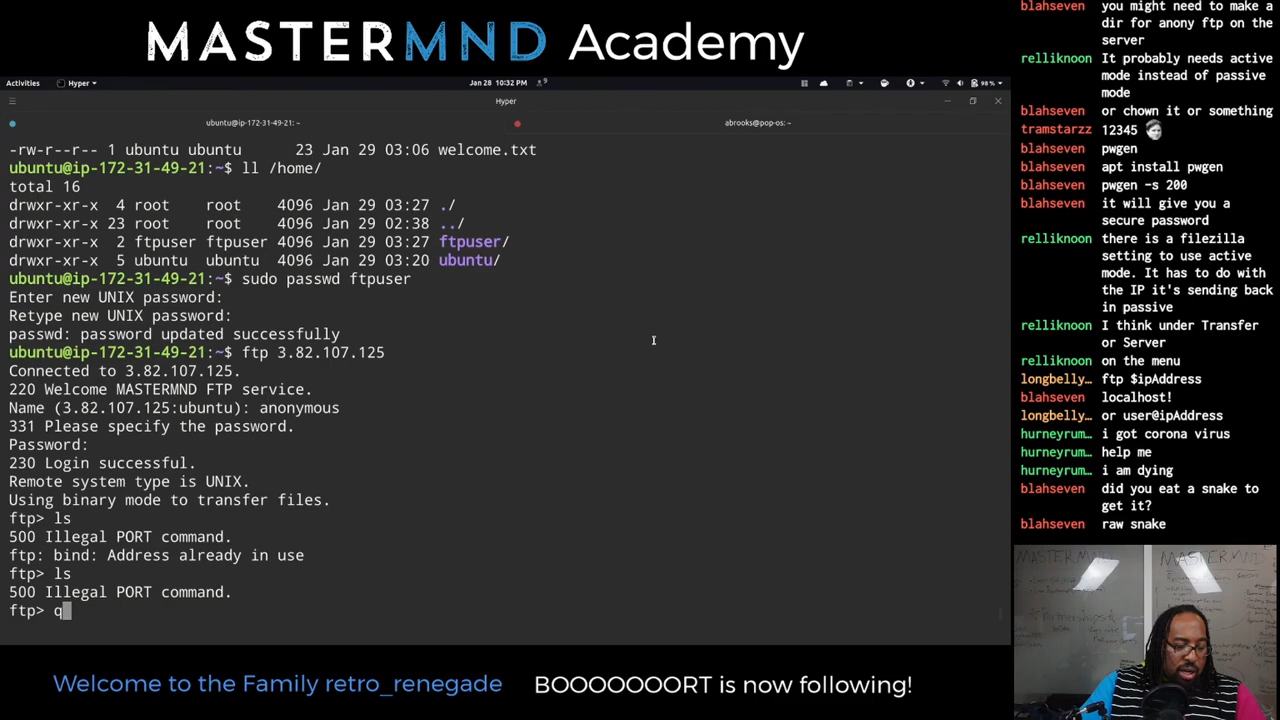 MASTERMND Academy
Activities
Hyper
Jan 28 10:32 PM
98 %
Hyper
ubuntu@ip-172-31-49-21: ~
abrooks@pop-os: ~
-rw-r--r-- 1 ubuntu ubuntu 23 Jan 29 03:06 welcome.txt
ubuntu@ip-172-31-49-21:~$ ll /home/
total 16
drwxr-xr-x 4 root root 4096 Jan 29 03:27 ./
drwxr-xr-x 23 root root 4096 Jan 29 02:38 ../
drwxr-xr-x 2 ftpuser ftpuser 4096 Jan 29 03:27 ftpuser/
drwxr-xr-x 5 ubuntu ubuntu 4096 Jan 29 03:20 ubuntu/
ubuntu@ip-172-31-49-21:~$ sudo passwd ftpuser
Enter new UNIX password:
Retype new UNIX password:
passwd: password updated successfully
ubuntu@ip-172-31-49-21:~$ ftp 3.82.107.125
Connected to 3.82.107.125.
220 Welcome MASTERMND FTP service.
Name (3.82.107.125:ubuntu): anonymous
331 Please specify the password.
Password:
230 Login successful.
Remote system type is UNIX.
Using binary mode to transfer files.
ftp> ls
500 Illegal PORT command.
ftp: bind: Address already in use
ftp> ls
500 Illegal PORT command.
ftp> q
blahseven you might need to make a
dir for anony ftp on the
server
relliknoon It probably needs active
mode instead of passive
mode
blahseven or chown it or something
tramstarzz 12345
blahseven pwgen
blahseven apt install pwgen
blahseven pwgen -s 200
blahseven it will give you a
secure password
relliknoon there is a filezilla
setting to use active
mode. It has to do with
the IP it's sending back
in passive
relliknoon I think under Transfer
or Server
relliknoon on the menu
longbelly… ftp $ipAddress
blahseven localhost!
longbelly… or user@ipAddress
hurneyrum… i got corona virus
hurneyrum… help me
hurneyrum… i am dying
blahseven did you eat a snake to
get it?
blahseven raw snake
MASTERMND
MASTERMND
Welcome to the Family retro_renegade
BOOOOOOORT is now following!